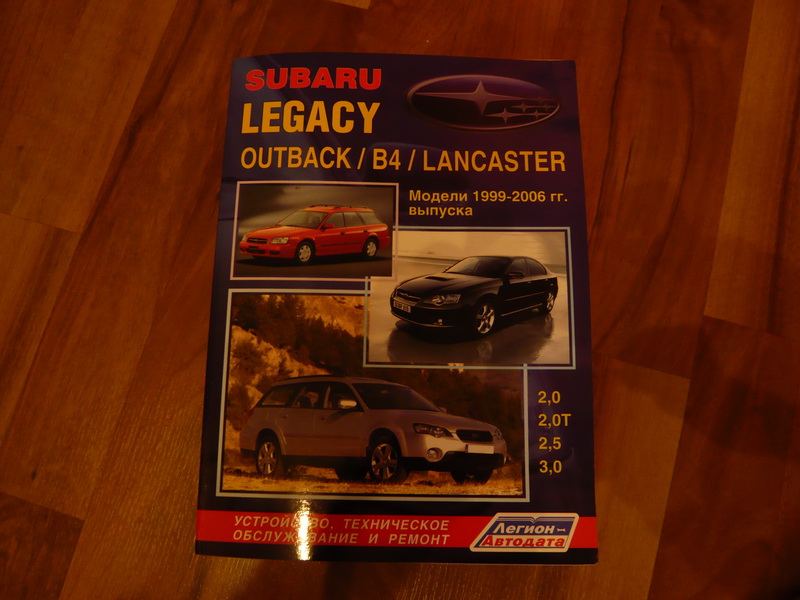 SUBARU
LEGACY
OUTBACK / B4 / LANCASTER
Модели 1999-2006 гг.
выпуска
2,0
2,0T
2,5
3,0
УСТРОЙСТВО, ТЕХНИЧЕСКОЕ
ОБСЛУЖИВАНИЕ И РЕМОНТ
Легион-
Автодата